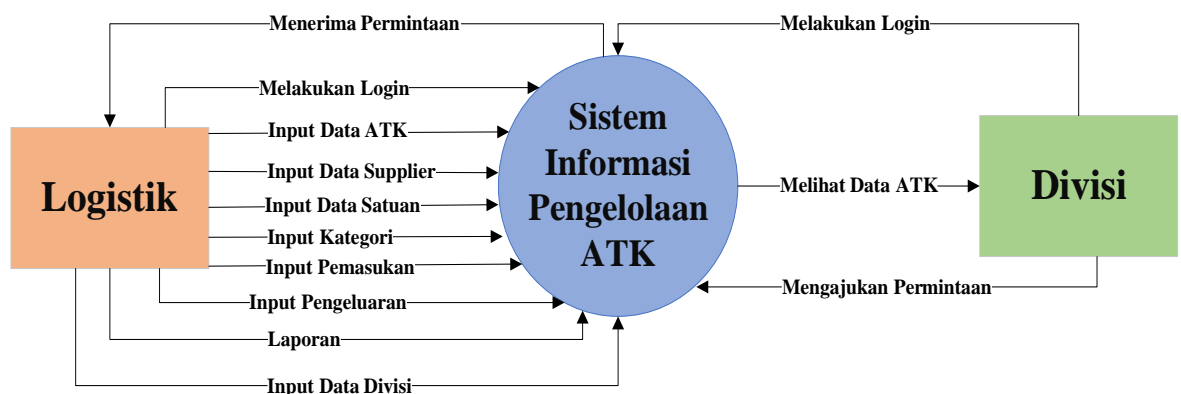 Menerima Permintaan
Melakukan Login
Melakukan Login
Input Data ATK
Input Data Supplier
Input Data Satuan
Input Kategori
Input Pemasukan
Input Pengeluaran
Laporan
Input Data Divisi
Logistik
Sistem
Informasi
Pengelolaan
ATK
Melihat Data ATK
Divisi
Mengajukan Permintaan